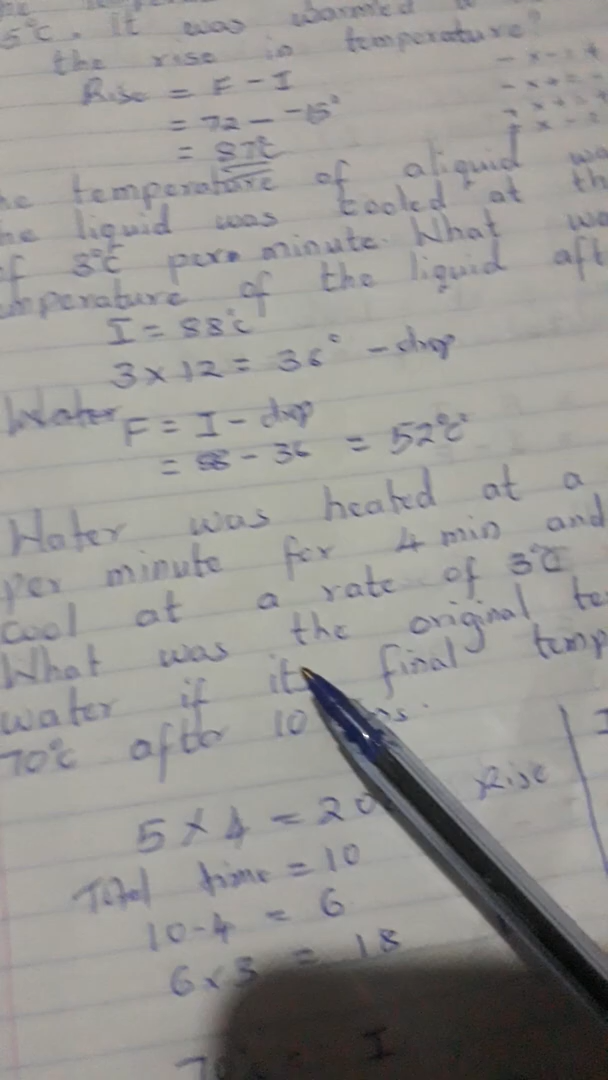 5°C. It was warmed
the rise in temperature?
Rise = F - I
= 72 - -15°
= 87°C
temperature of a liquid
liquid was cooled at
of 3°C per minute. What
of the liquid
I = 88°C
3 x 12 = 36° - drop
Water F = I - drop
= 88 - 36 = 52°C
Water was heated at a
per minute for 4 min and
cool at a rate of 3°C
What was the original
water if its final
70°C after 10
5 x 4 = 20 Rise
Total time = 10
10-4 = 6
6x3 = 18
I